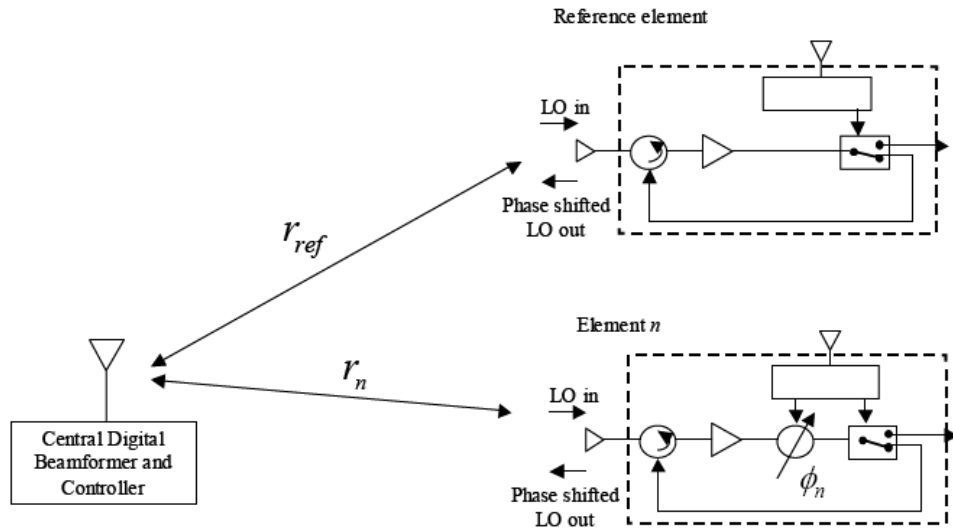 Reference element
LO in
Phase shifted
LO out
r_ref
Element n
r_n
LO in
ϕ_n
Phase shifted
LO out
Central Digital
Beamformer and
Controller